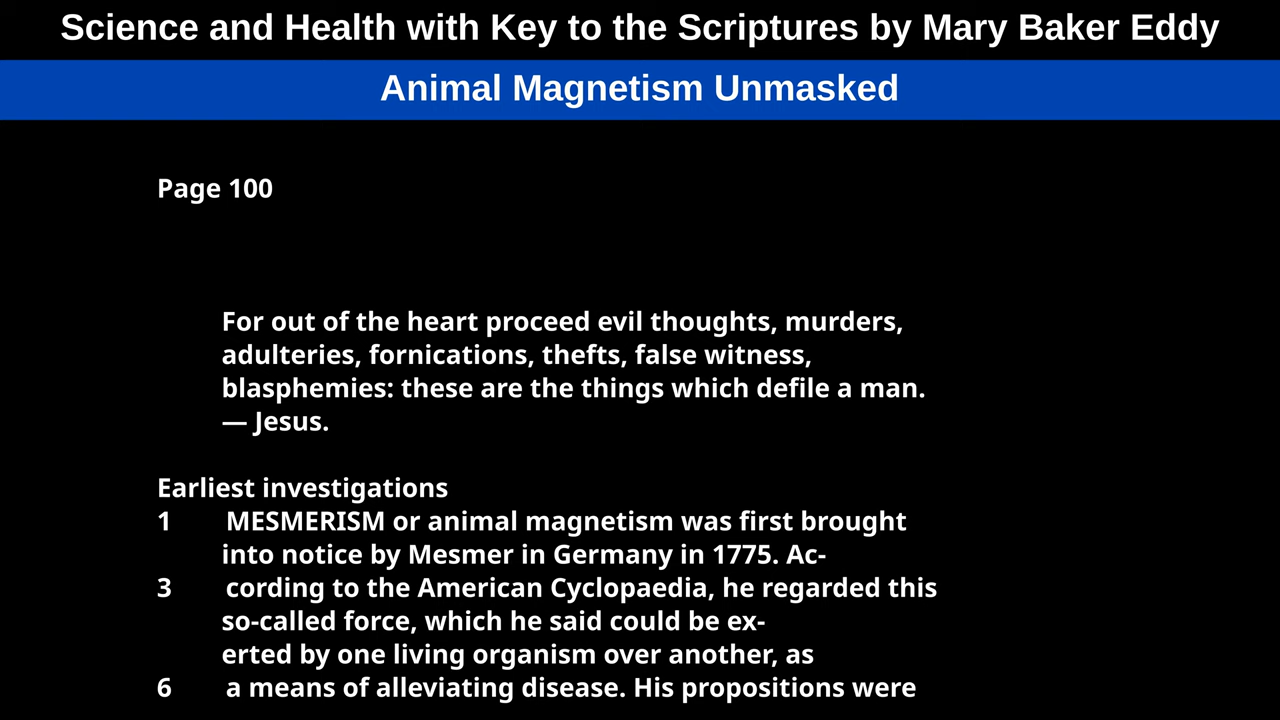 Science and Health with Key to the Scriptures by Mary Baker Eddy
Animal Magnetism Unmasked
Page 100
For out of the heart proceed evil thoughts, murders,
adulteries, fornications, thefts, false witness,
blasphemies: these are the things which defile a man.
— Jesus.
Earliest investigations
1 MESMERISM or animal magnetism was first brought
into notice by Mesmer in Germany in 1775. Ac-
3 cording to the American Cyclopaedia, he regarded this
so-called force, which he said could be ex-
erted by one living organism over another, as
6 a means of alleviating disease. His propositions were